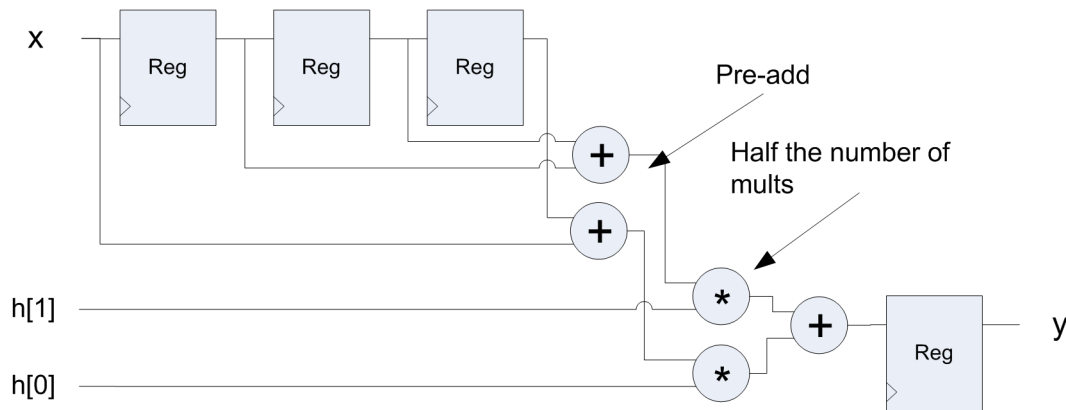 x
Reg
Reg
Reg
Pre-add
+
Half the number of
mults
+
h[1]
*
+
y
Reg
h[0]
*